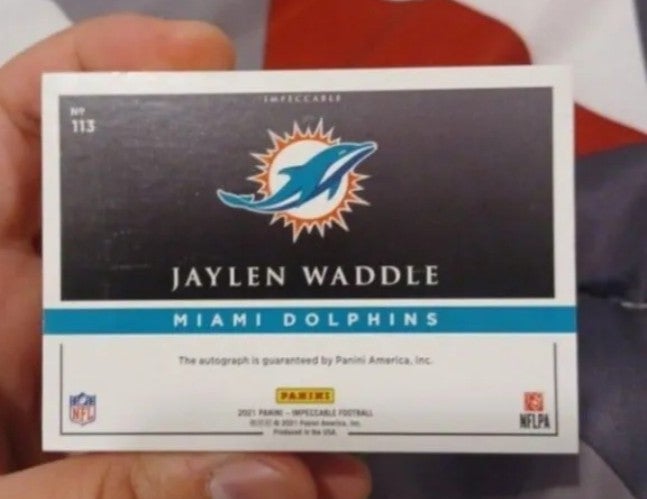 IMPECCABLE
Nº
113
JAYLEN WADDLE
MIAMI DOLPHINS
The autograph is guaranteed by Panini America, Inc.
PANINI
2021 PANINI – IMPECCABLE FOOTBALL
© 2021 Panini America, Inc.
Produced in the USA.
NFL
NFLPA